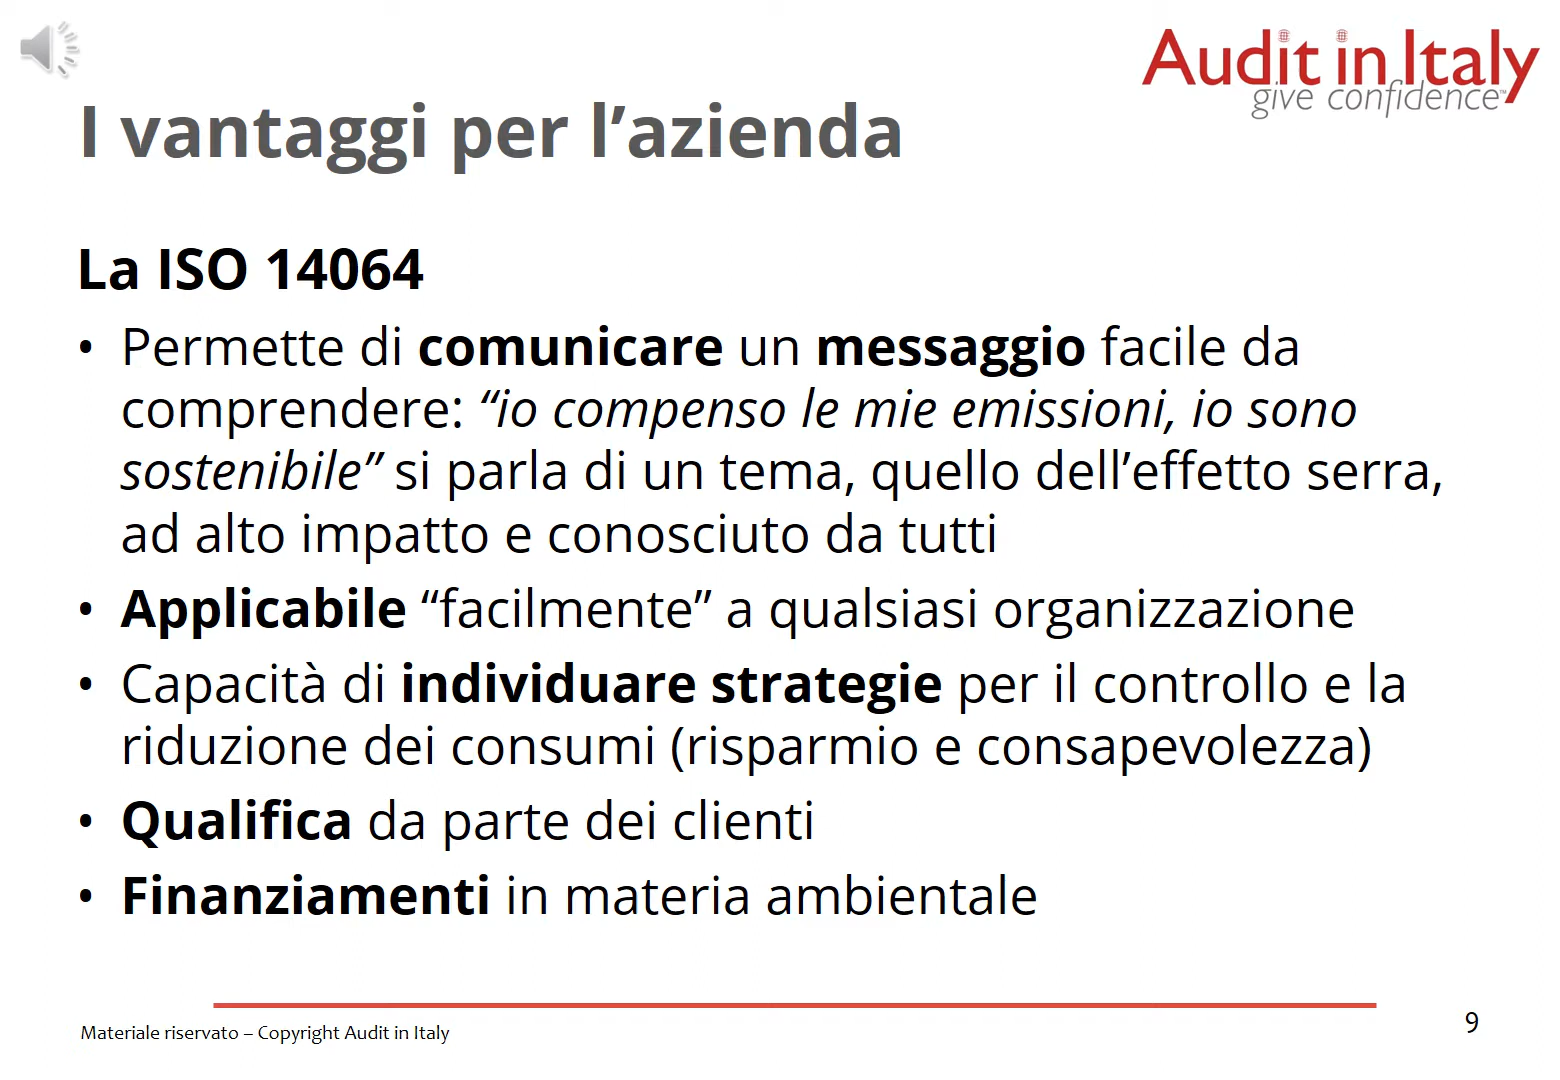 Audit in Italy
give confidence™
I vantaggi per l’azienda
La ISO 14064
• Permette di comunicare un messaggio facile da
comprendere: “io compenso le mie emissioni, io sono
sostenibile” si parla di un tema, quello dell’effetto serra,
ad alto impatto e conosciuto da tutti
• Applicabile “facilmente” a qualsiasi organizzazione
• Capacità di individuare strategie per il controllo e la
riduzione dei consumi (risparmio e consapevolezza)
• Qualifica da parte dei clienti
• Finanziamenti in materia ambientale
Materiale riservato – Copyright Audit in Italy
9